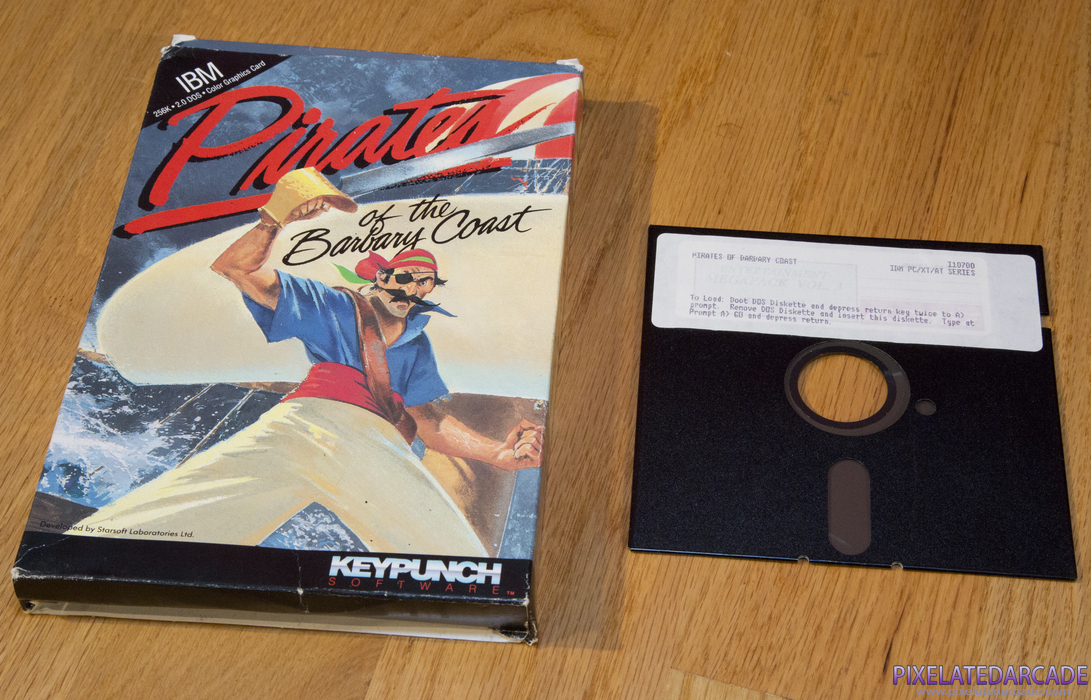 IBM
256K • 2.0 DOS • Color Graphics Card
Pirates
of the
Barbary Coast
Developed by Starsoft Laboratories Ltd.
KEYPUNCH
SOFTWARE™
PIRATES OF BARBARY COAST
I1070B
IBM PC/XT/AT SERIES
To Load: Boot DOS Diskette and depress return key twice to A>
prompt. Remove DOS Diskette and insert this diskette. Type at
Prompt A> GO and depress return.
PIXELATEDARCADE